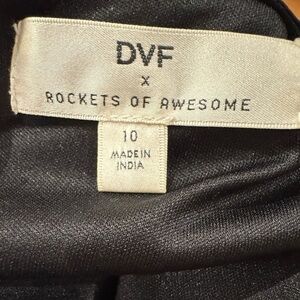 DVF
X
ROCKETS OF AWESOME
10
MADE IN
INDIA